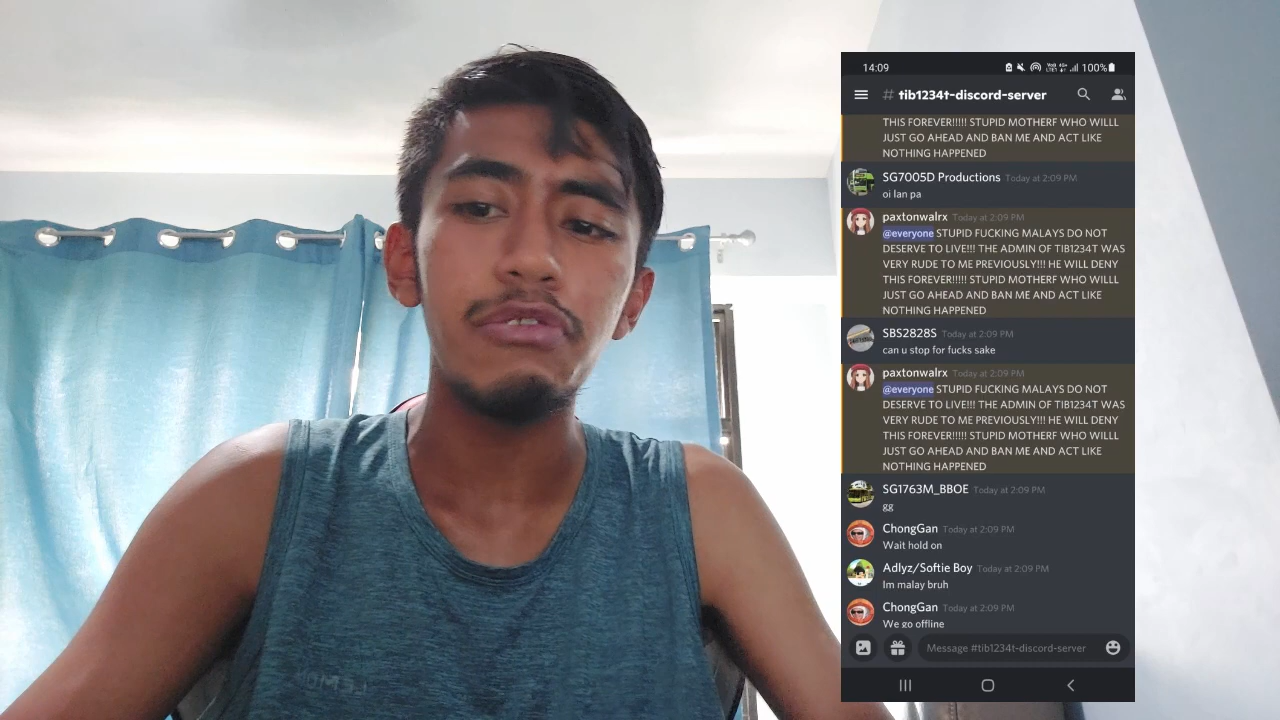 14:09
100%
# tib1234t-discord-server
THIS FOREVER!!!!! STUPID MOTHERF WHO WILLL
JUST GO AHEAD AND BAN ME AND ACT LIKE
NOTHING HAPPENED
SG7005D Productions Today at 2:09 PM
oi lan pa
paxtonwalrx Today at 2:09 PM
@everyone STUPID FUCKING MALAYS DO NOT
DESERVE TO LIVE!!! THE ADMIN OF TIB1234T WAS
VERY RUDE TO ME PREVIOUSLY!!! HE WILL DENY
THIS FOREVER!!!!! STUPID MOTHERF WHO WILLL
JUST GO AHEAD AND BAN ME AND ACT LIKE
NOTHING HAPPENED
SBS2828S Today at 2:09 PM
can u stop for fucks sake
paxtonwalrx Today at 2:09 PM
@everyone STUPID FUCKING MALAYS DO NOT
DESERVE TO LIVE!!! THE ADMIN OF TIB1234T WAS
VERY RUDE TO ME PREVIOUSLY!!! HE WILL DENY
THIS FOREVER!!!!! STUPID MOTHERF WHO WILLL
JUST GO AHEAD AND BAN ME AND ACT LIKE
NOTHING HAPPENED
SG1763M_BBOE Today at 2:09 PM
gg
ChongGan Today at 2:09 PM
Wait hold on
Adlyz/Softie Boy Today at 2:09 PM
Im malay bruh
ChongGan Today at 2:09 PM
We go offline
Message #tib1234t-discord-server